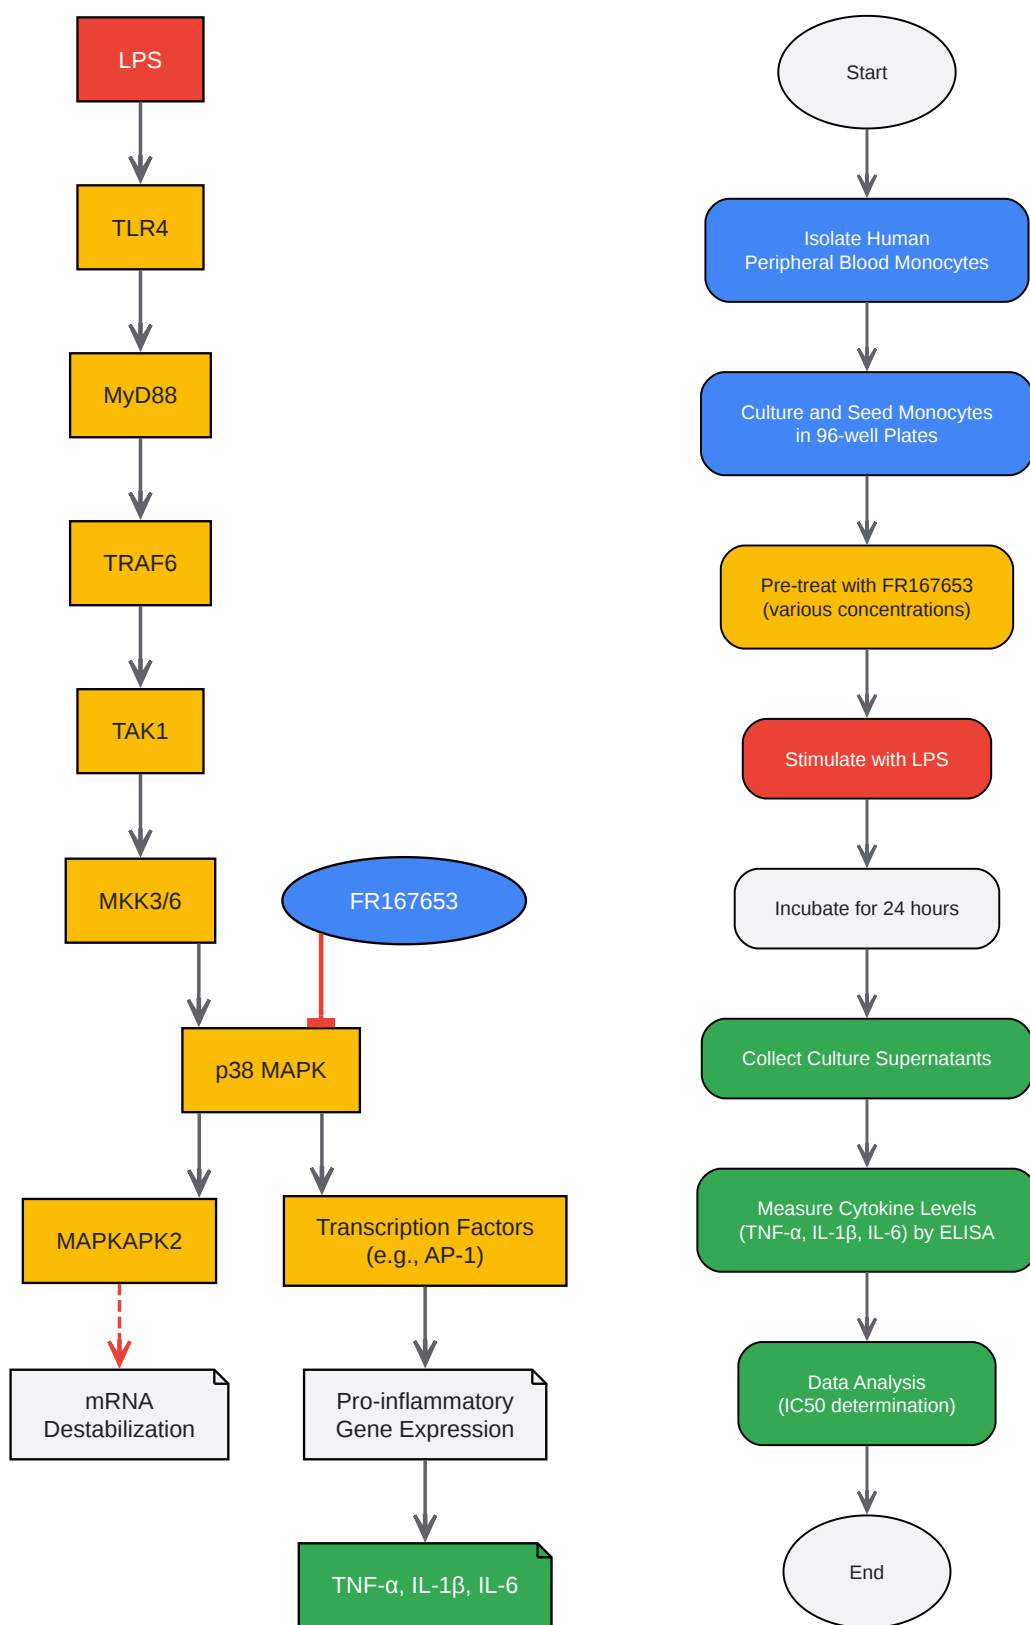 LPS
TLR4
MyD88
TRAF6
TAK1
MKK3/6
FR167653
p38 MAPK
MAPKAPK2
Transcription Factors
(e.g., AP-1)
mRNA
Destabilization
Pro-inflammatory
Gene Expression
TNF-α, IL-1β, IL-6
Start
Isolate Human
Peripheral Blood Monocytes
Culture and Seed Monocytes
in 96-well Plates
Pre-treat with FR167653
(various concentrations)
Stimulate with LPS
Incubate for 24 hours
Collect Culture Supernatants
Measure Cytokine Levels
(TNF-α, IL-1β, IL-6) by ELISA
Data Analysis
(IC50 determination)
End